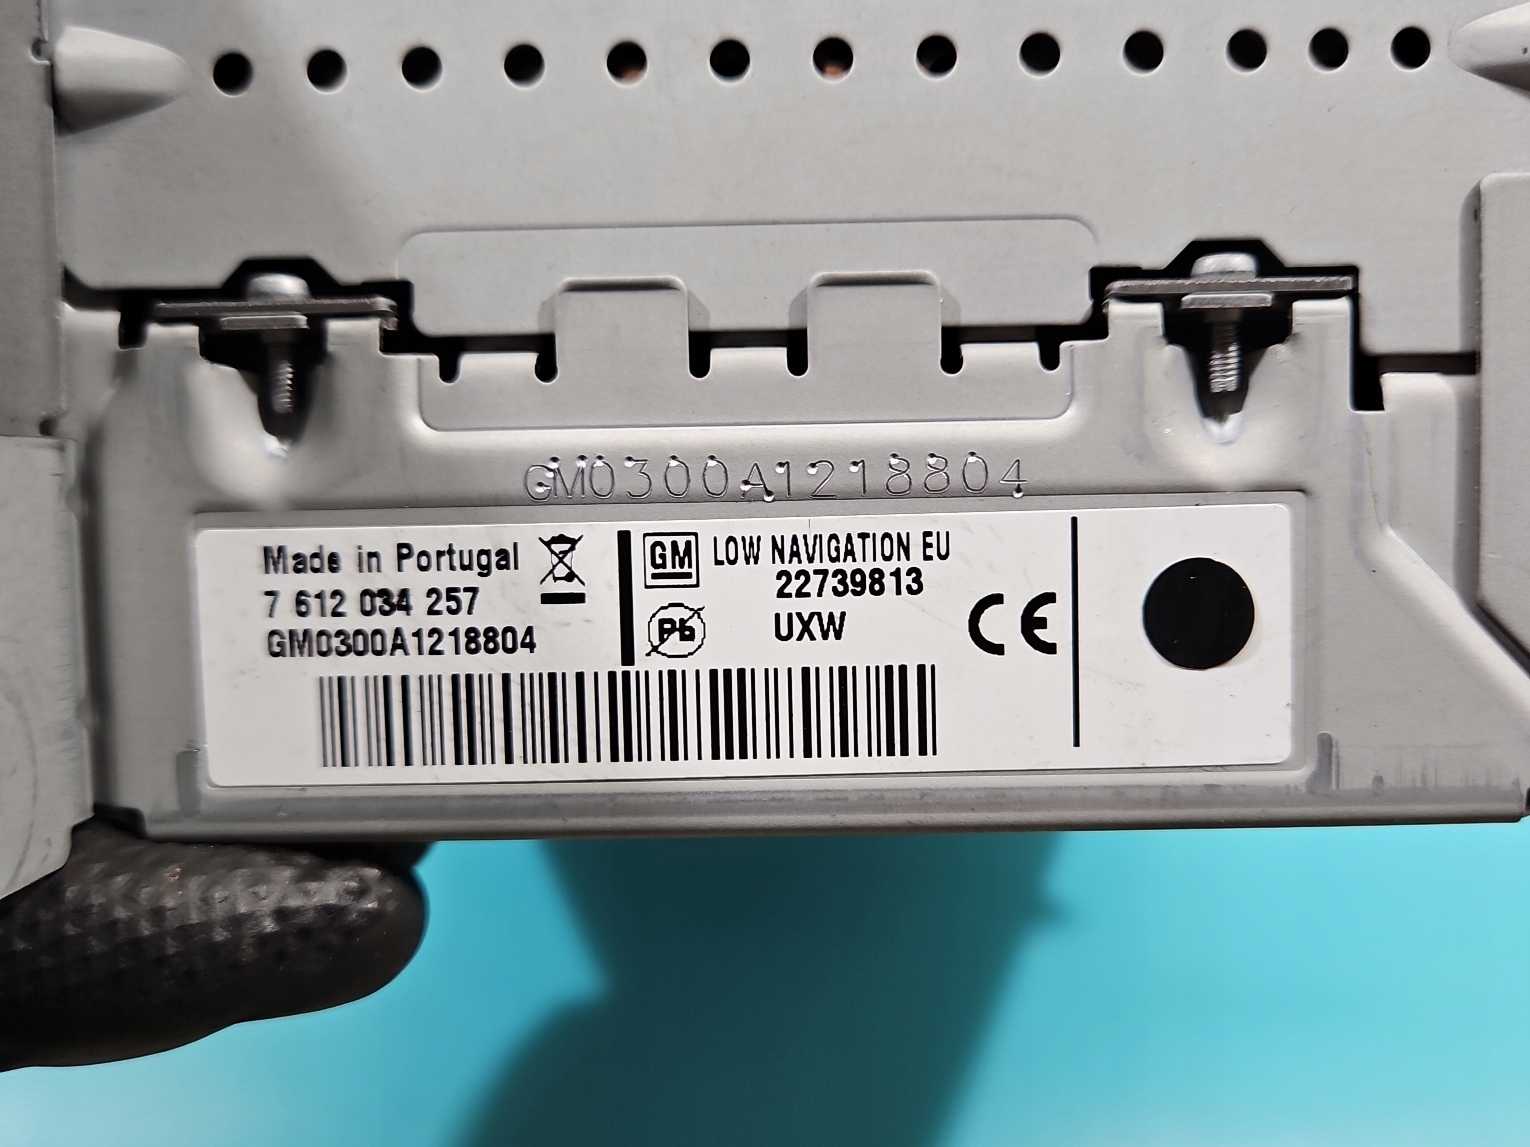 GM0300A1218804
Made in Portugal
7 612 034 257
GM0300A1218804
GM LOW NAVIGATION EU
22739813
Pb UXW
CE